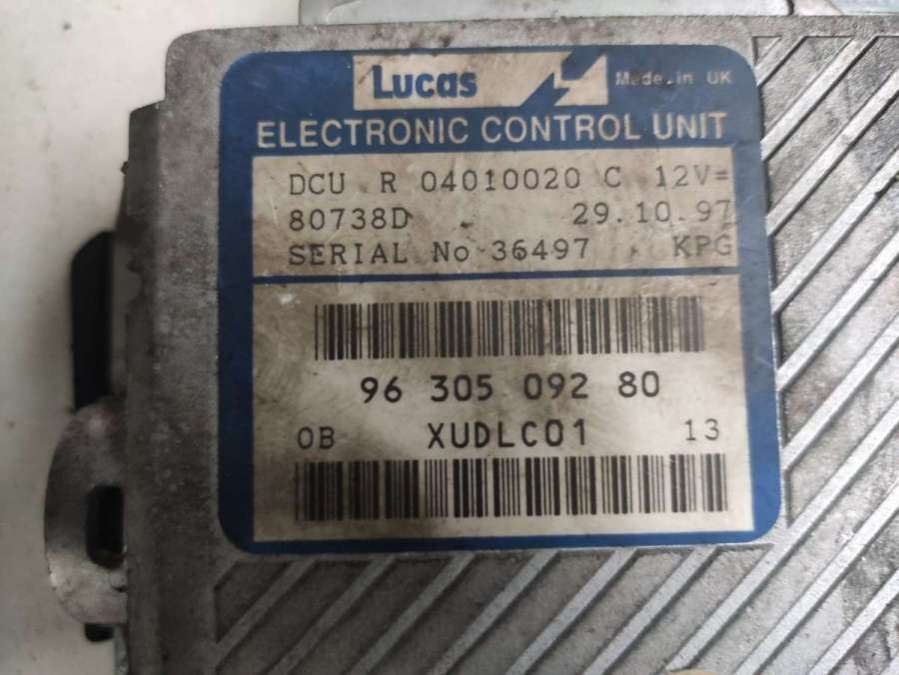 Lucas Made in UK
ELECTRONIC CONTROL UNIT
DCU R 04010020 C 12V=
80738D 29.10.97
SERIAL No 36497 KPG
96 305 092 80
0B XUDLC01 13